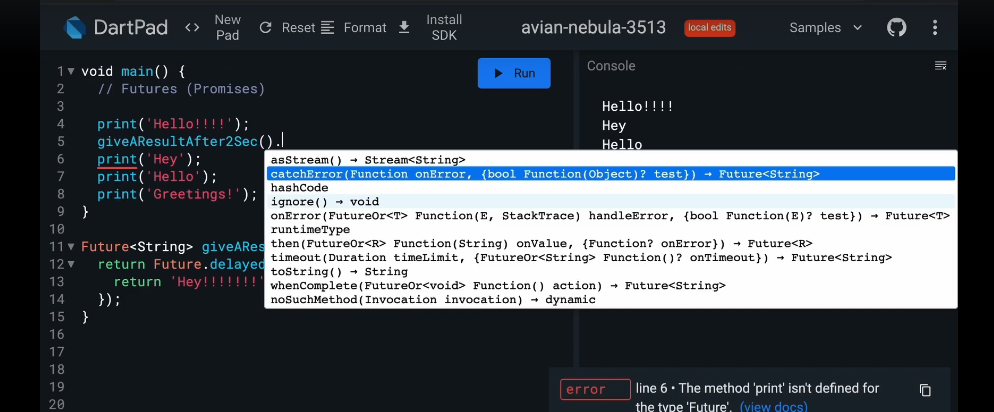 DartPad <> New Pad Reset Format Install SDK avian-nebula-3513 local edits Samples
1 void main() {
2 // Futures (Promises)
3
4 print('Hello!!!!');
5 giveAResultAfter2Sec().
6 print('Hey');
7 print('Hello');
8 print('Greetings!');
9 }
10
11 Future<String> giveARes
12 return Future.delayed
13 return 'Hey!!!!!!!'
14 });
15 }
16
17
18
19
20
Run
asStream() → Stream<String>
catchError(Function onError, {bool Function(Object)? test}) → Future<String>
hashCode
ignore() → void
onError(FutureOr<T> Function(E, StackTrace) handleError, {bool Function(E)? test}) → Future<T>
runtimeType
then(FutureOr<R> Function(String) onValue, {Function? onError}) → Future<R>
timeout(Duration timeLimit, {FutureOr<String> Function()? onTimeout}) → Future<String>
toString() → String
whenComplete(FutureOr<void> Function() action) → Future<String>
noSuchMethod(Invocation invocation) → dynamic
Console
Hello!!!!
Hey
Hello
error line 6 • The method 'print' isn't defined for
the type 'Future'. (view docs)